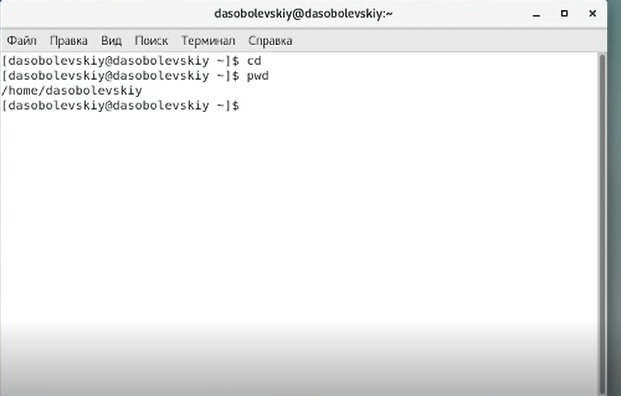 dasobolevskiy@dasobolevskiy:~
Файл Правка Вид Поиск Терминал Справка
[dasobolevskiy@dasobolevskiy ~]$ cd
[dasobolevskiy@dasobolevskiy ~]$ pwd
/home/dasobolevskiy
[dasobolevskiy@dasobolevskiy ~]$